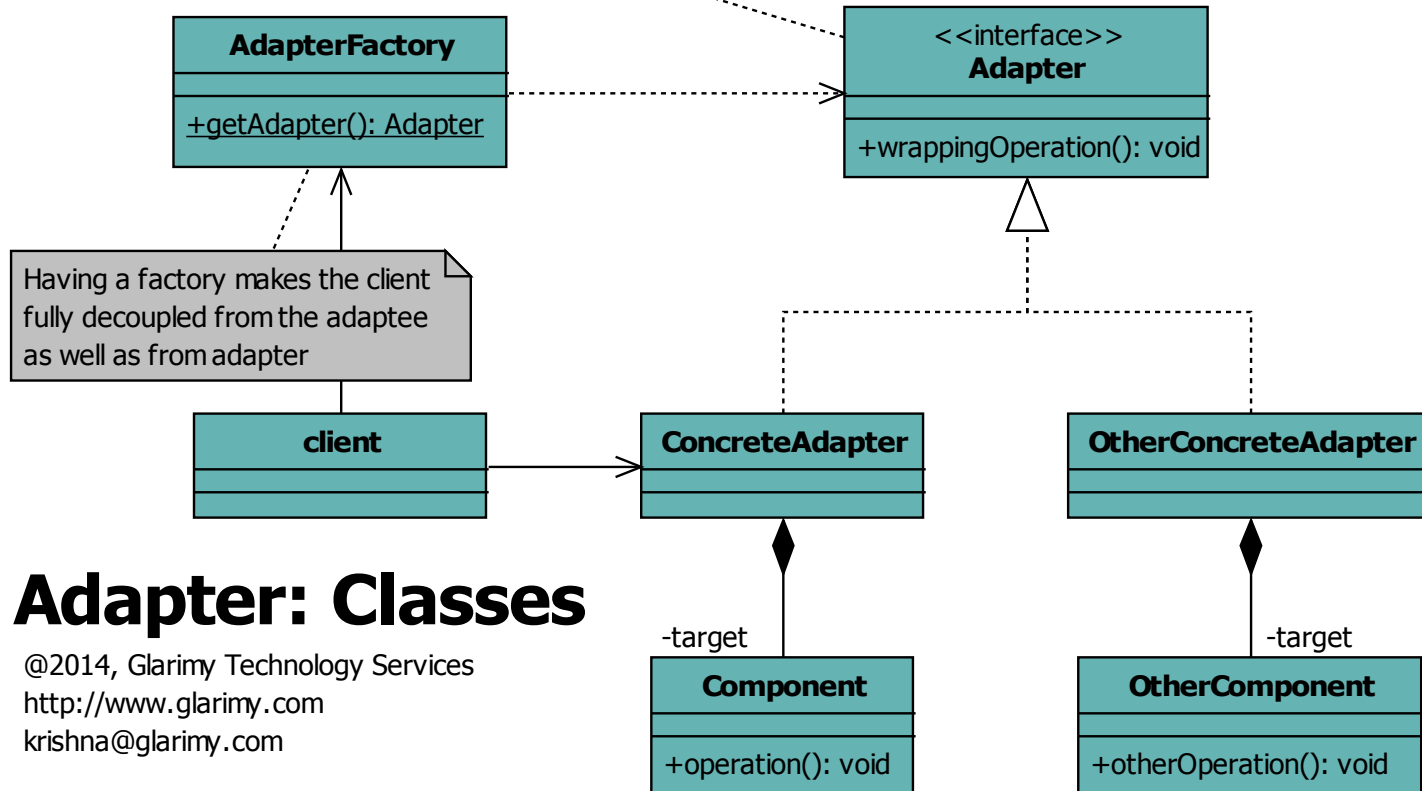 AdapterFactory
+getAdapter(): Adapter
<<interface>>
Adapter
+wrappingOperation(): void
Having a factory makes the client
fully decoupled from the adaptee
as well as from adapter
client
ConcreteAdapter
OtherConcreteAdapter
Adapter: Classes
@2014, Glarimy Technology Services
http://www.glarimy.com
krishna@glarimy.com
-target
-target
Component
+operation(): void
OtherComponent
+otherOperation(): void